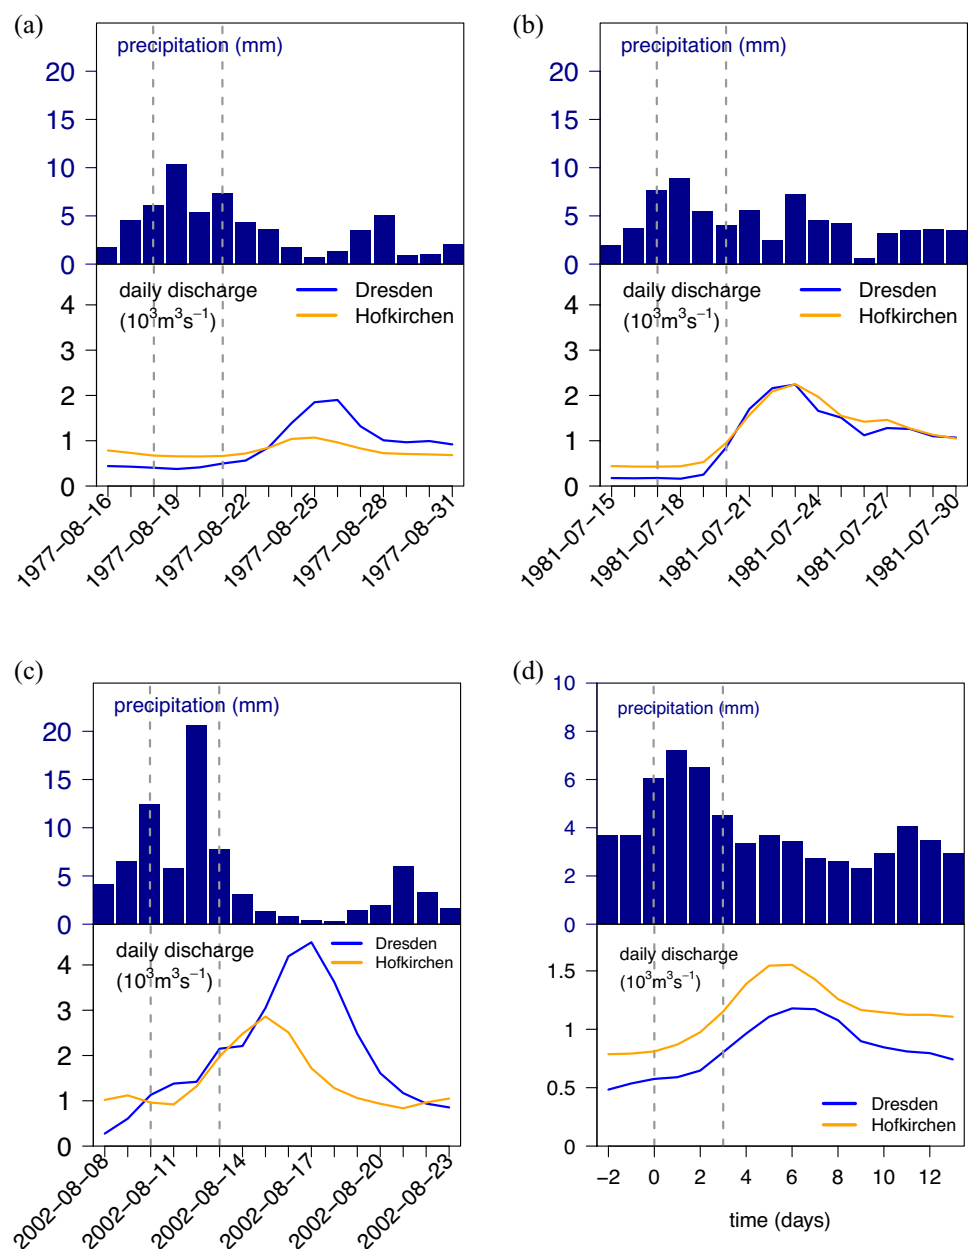 (a)
precipitation (mm)
20
15
10
5
0
daily discharge
(10³m³s⁻¹)
Dresden
Hofkirchen
4
3
2
1
0
1977−08−16
1977−08−19
1977−08−22
1977−08−25
1977−08−28
1977−08−31
(b)
precipitation (mm)
20
15
10
5
0
daily discharge
(10³m³s⁻¹)
Dresden
Hofkirchen
4
3
2
1
0
1981−07−15
1981−07−18
1981−07−21
1981−07−24
1981−07−27
1981−07−30
(c)
precipitation (mm)
20
15
10
5
0
daily discharge
(10³m³s⁻¹)
Dresden
Hofkirchen
4
3
2
1
0
2002−08−08
2002−08−11
2002−08−14
2002−08−17
2002−08−20
2002−08−23
(d)
precipitation (mm)
10
8
6
4
2
0
daily discharge
(10³m³s⁻¹)
1.5
1
0.5
0
Dresden
Hofkirchen
−2 0 2 4 6 8 10 12
time (days)